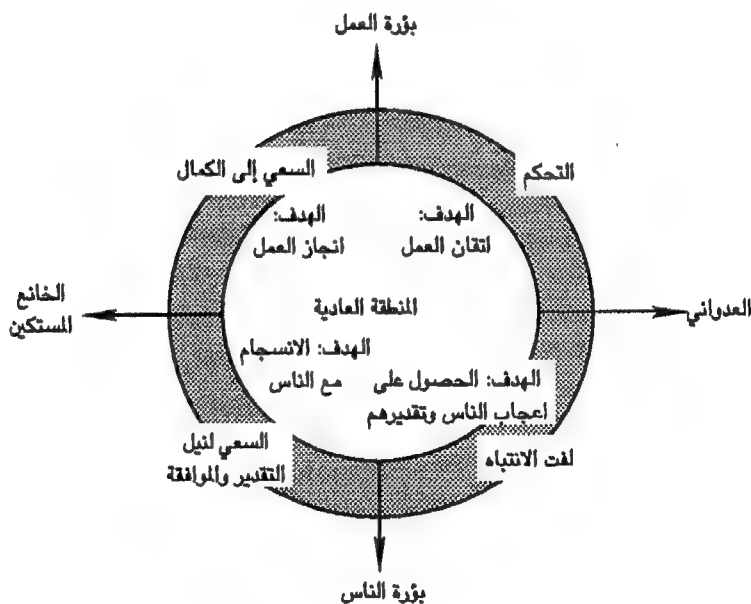 بؤرة العمل
التحكم
السعي إلى الكمال
الهدف:
اتقان العمل
الهدف:
انجاز العمل
العدواني
المنطقة العادية
الخانع
المستكين
الهدف: الحصول على
اعجاب الناس وتقديرهم
الهدف: الانسجام
مع الناس
لفت الانتباه
السعي لنيل
التقدير والموافقة
بؤرة الناس